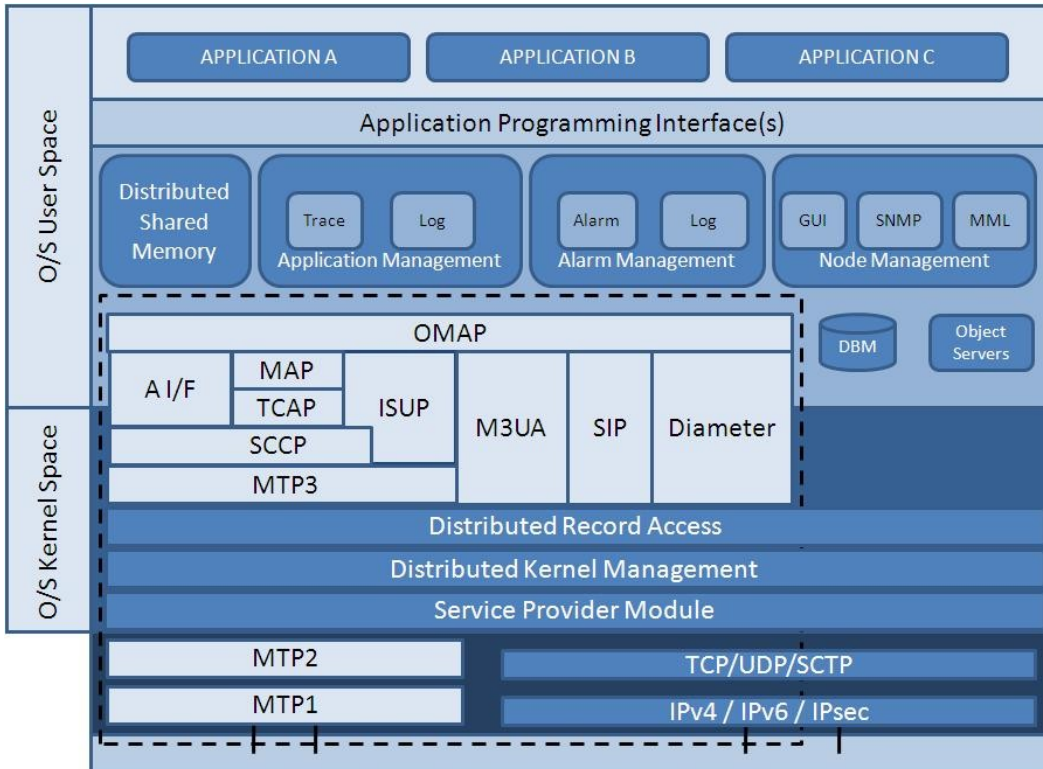 APPLICATION A
APPLICATION B
APPLICATION C
Application Programming Interface(s)
O/S User Space
Distributed
Shared
Memory
Trace
Log
Application Management
Alarm
Log
Alarm Management
GUI
SNMP
MML
Node Management
OMAP
DBM
Object
Servers
A I/F
MAP
TCAP
ISUP
M3UA
SIP
Diameter
SCCP
MTP3
O/S Kernel Space
Distributed Record Access
Distributed Kernel Management
Service Provider Module
MTP2
TCP/UDP/SCTP
MTP1
IPv4 / IPv6 / IPsec